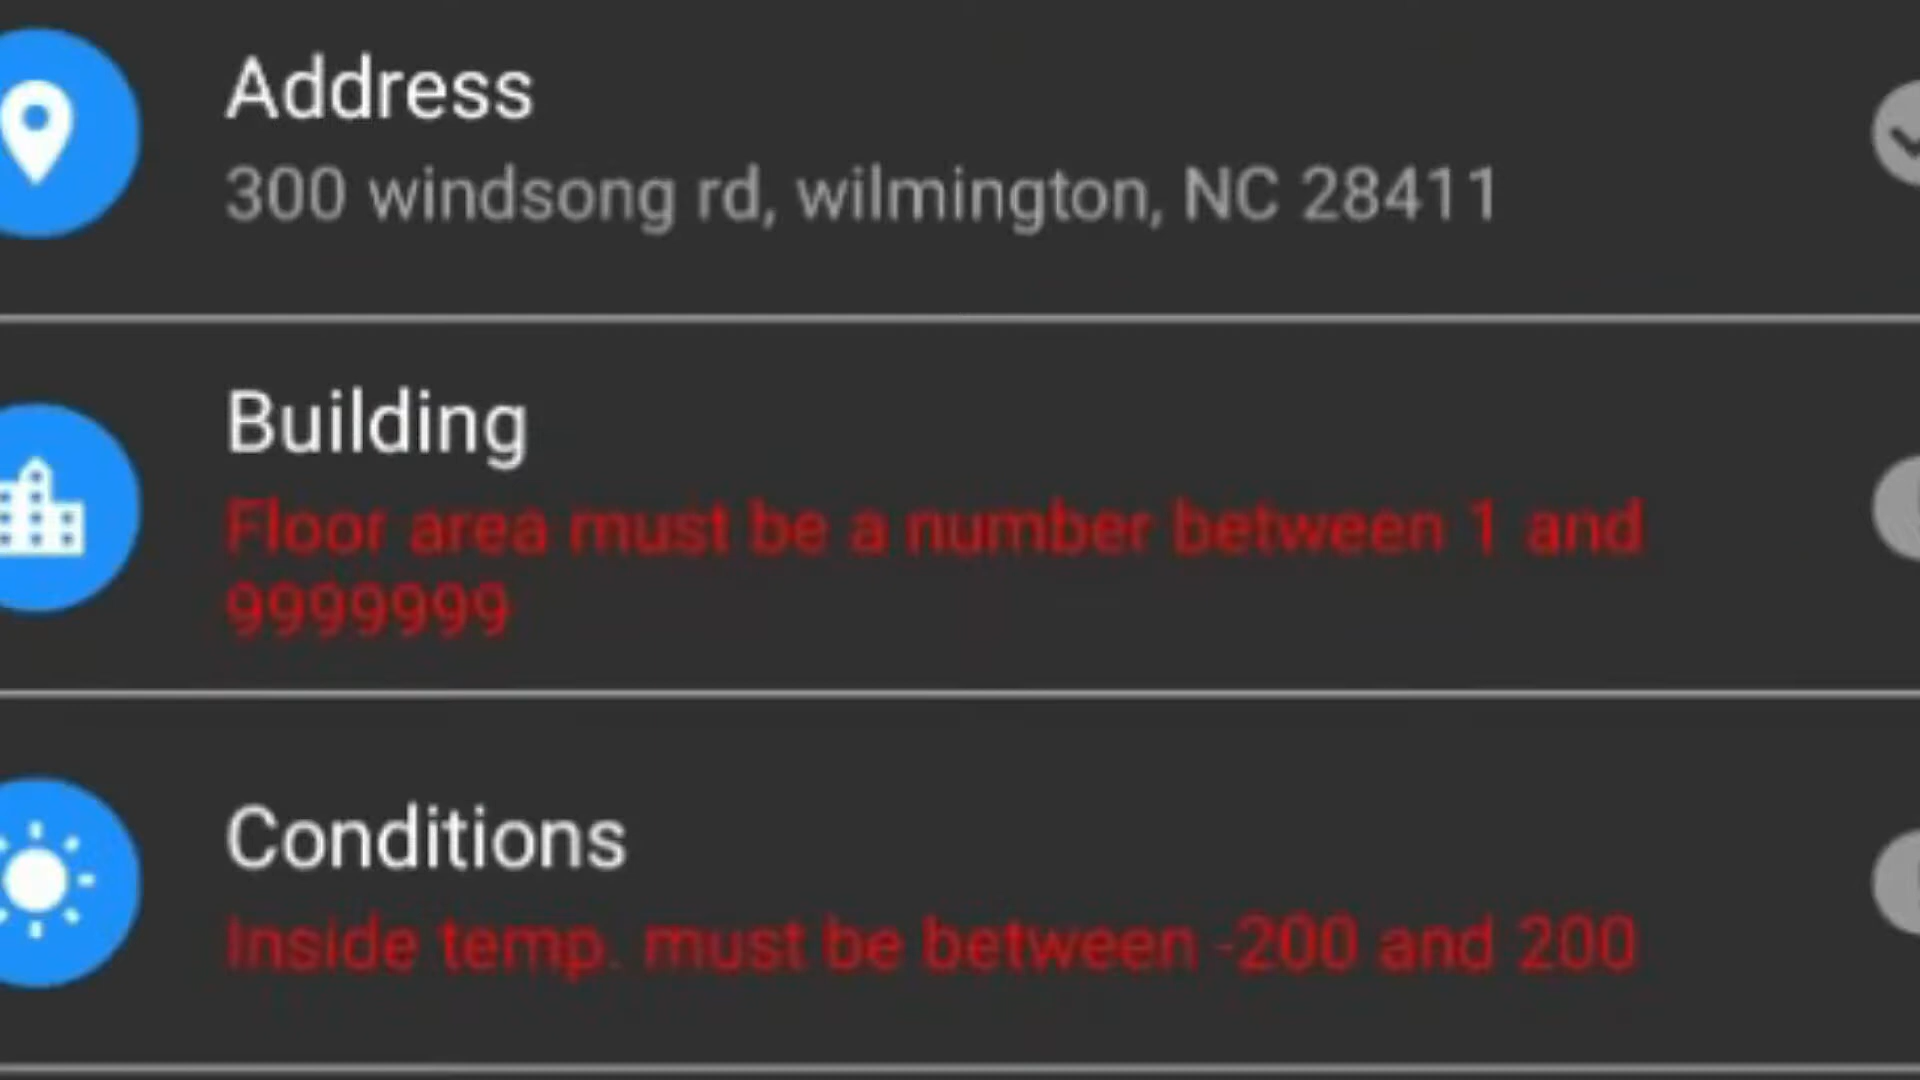 Address
300 windsong rd, wilmington, NC 28411
Building
Floor area must be a number between 1 and
9999999
Conditions
Inside temp. must be between -200 and 200